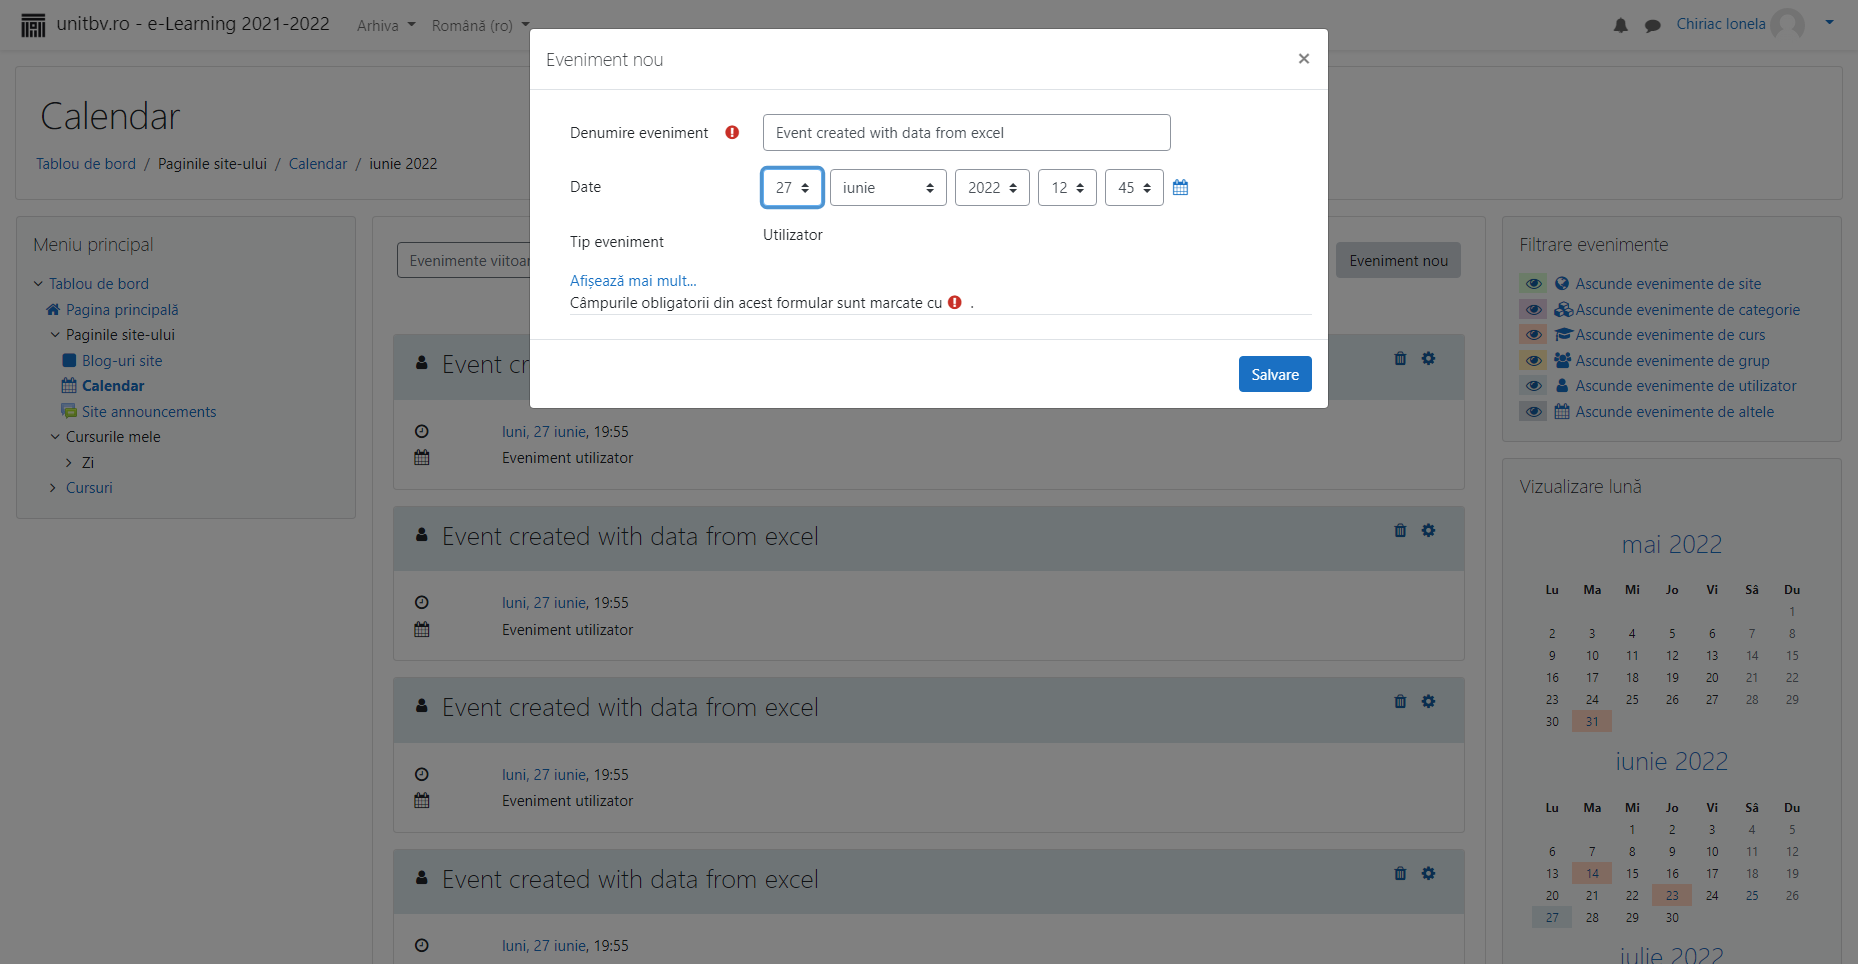 unitbv.ro - e-Learning 2021-2022
Arhiva
Română (ro)
Chiriac Ionela
Eveniment nou
×
Denumire eveniment
Event created with data from excel
Date
27
iunie
2022
12
45
Tip eveniment
Utilizator
Afișează mai mult...
Câmpurile obligatorii din acest formular sunt marcate cu .
Salvare
Calendar
Tablou de bord / Paginile site-ului / Calendar / iunie 2022
Meniu principal
Tablou de bord
Pagina principală
Paginile site-ului
Blog-uri site
Calendar
Site announcements
Cursurile mele
Zi
Cursuri
Evenimente viitoar
Eveniment nou
Event cr
luni, 27 iunie, 19:55
Eveniment utilizator
Event created with data from excel
luni, 27 iunie, 19:55
Eveniment utilizator
Event created with data from excel
luni, 27 iunie, 19:55
Eveniment utilizator
Event created with data from excel
luni, 27 iunie, 19:55
Filtrare evenimente
Ascunde evenimente de site
Ascunde evenimente de categorie
Ascunde evenimente de curs
Ascunde evenimente de grup
Ascunde evenimente de utilizator
Ascunde evenimente de altele
Vizualizare lună
mai 2022
Lu Ma Mi Jo Vi Sâ Du
1
2 3 4 5 6 7 8
9 10 11 12 13 14 15
16 17 18 19 20 21 22
23 24 25 26 27 28 29
30 31
iunie 2022
Lu Ma Mi Jo Vi Sâ Du
1 2 3 4 5
6 7 8 9 10 11 12
13 14 15 16 17 18 19
20 21 22 23 24 25 26
27 28 29 30
iulie 2022